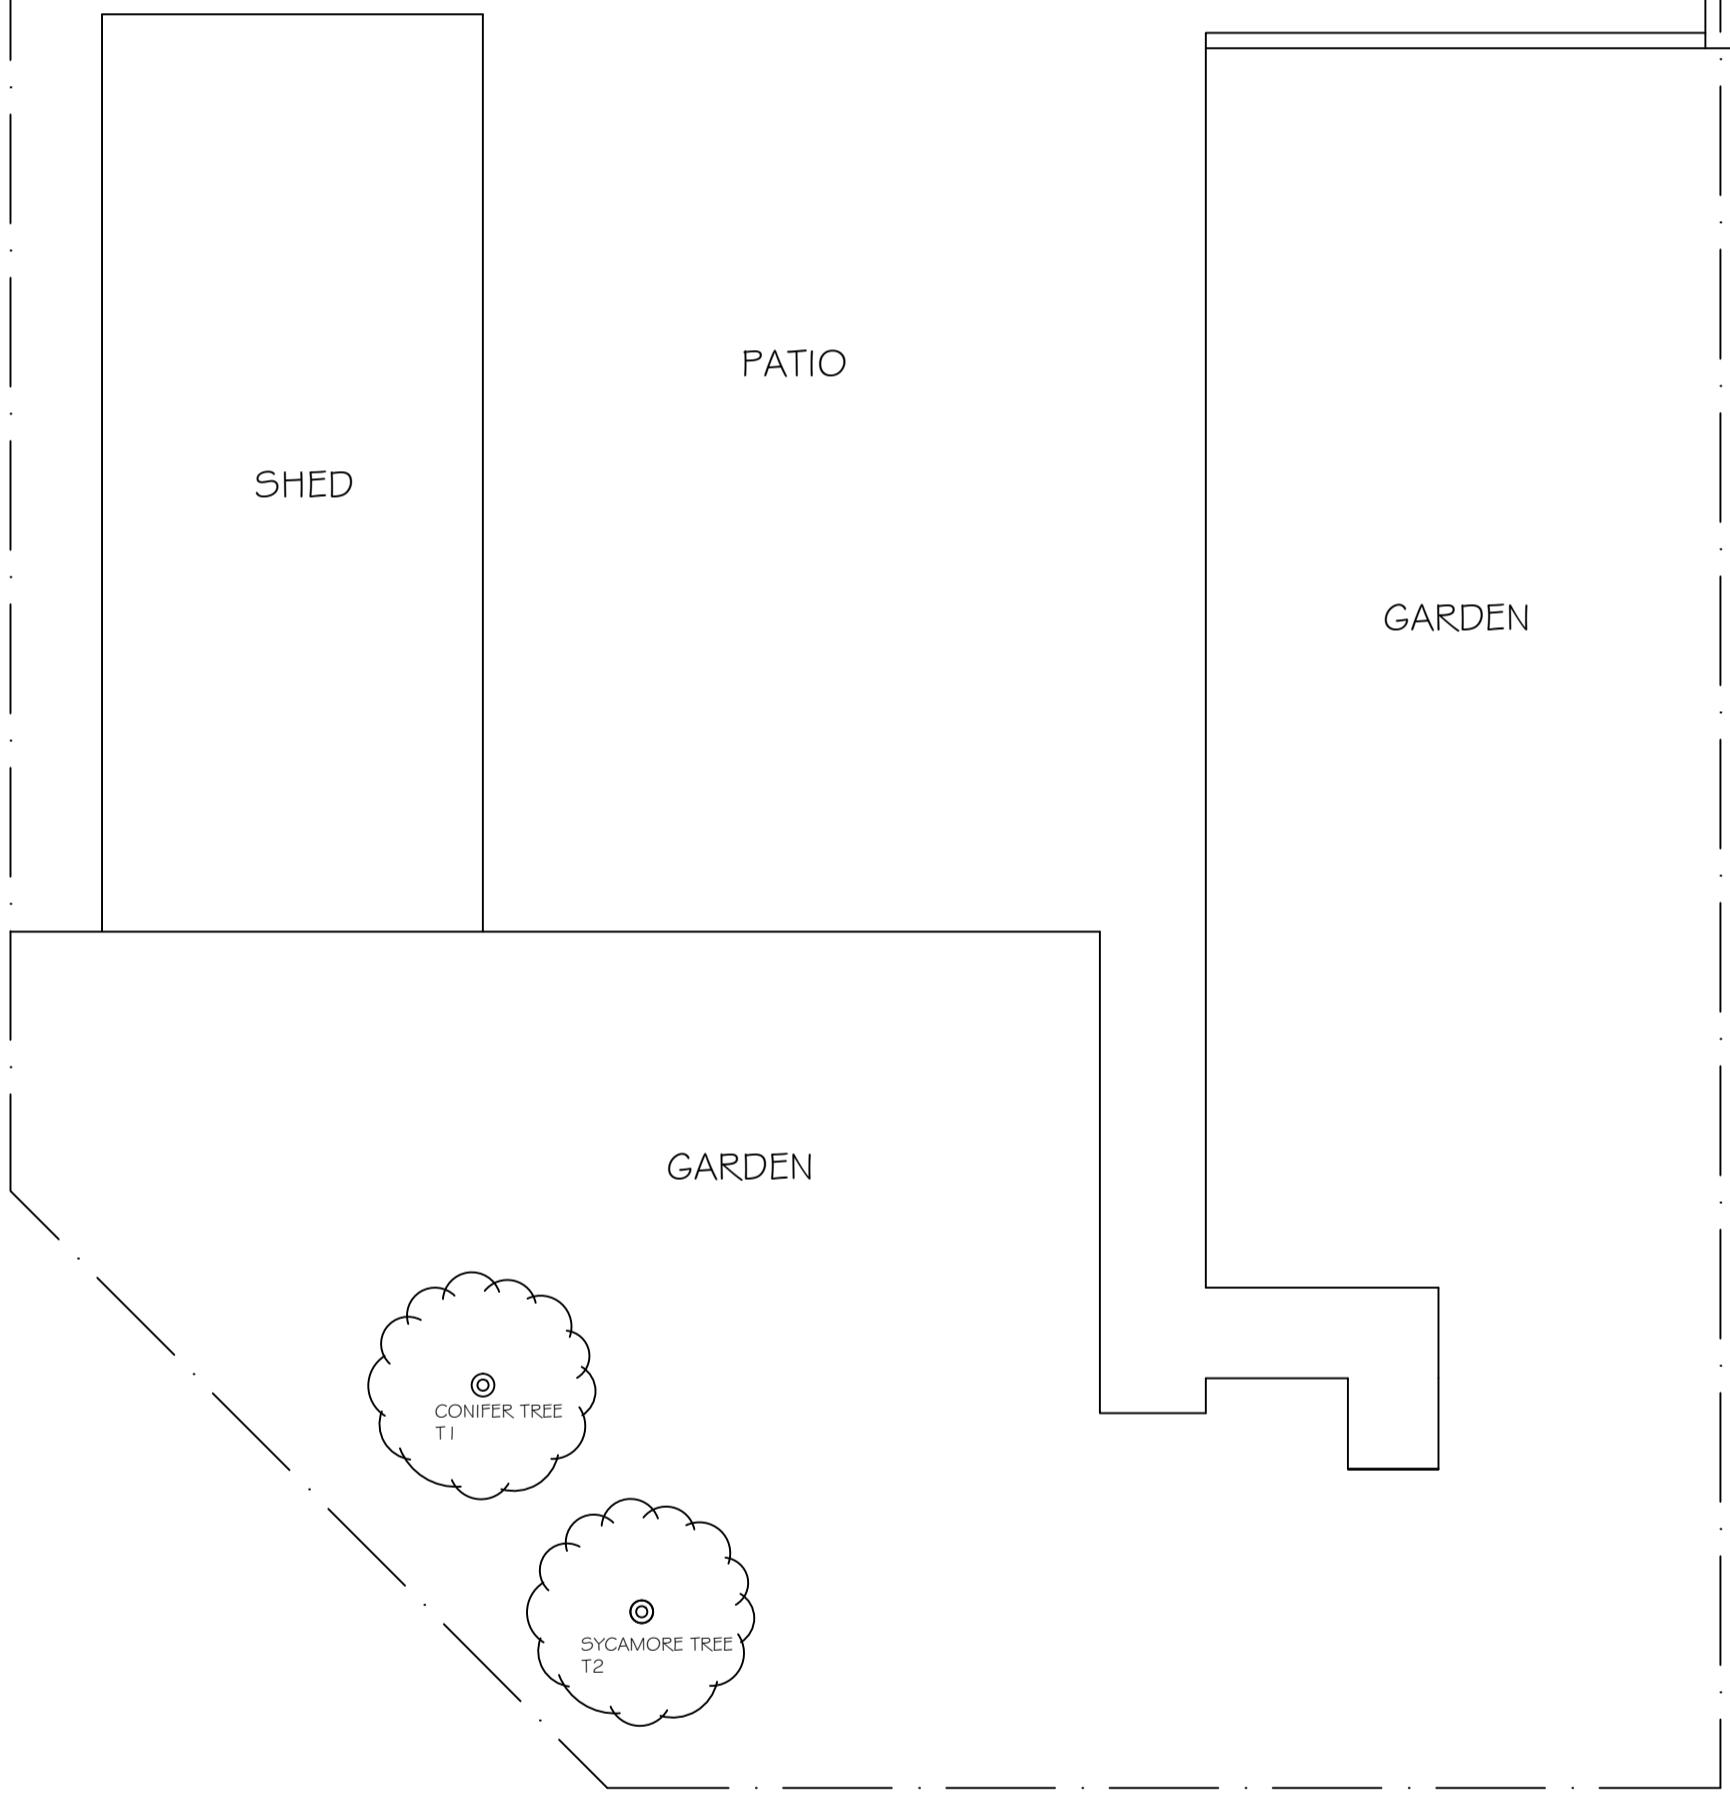 PATIO
SHED
GARDEN
GARDEN
CONIFER TREE
T1
SYCAMORE TREE
T2